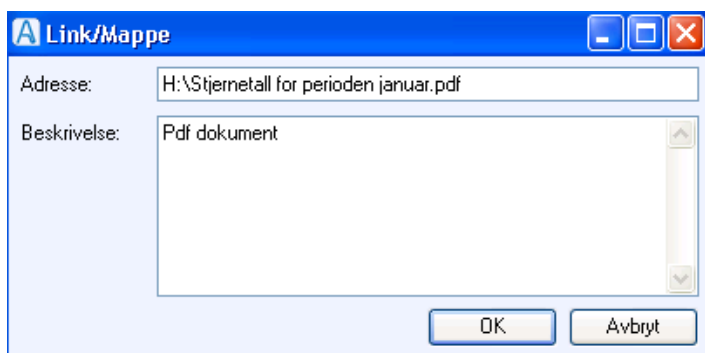 Link/Mappe
Adresse: H:\Stjernetall for perioden januar.pdf
Beskrivelse: Pdf dokument
OK Avbryt